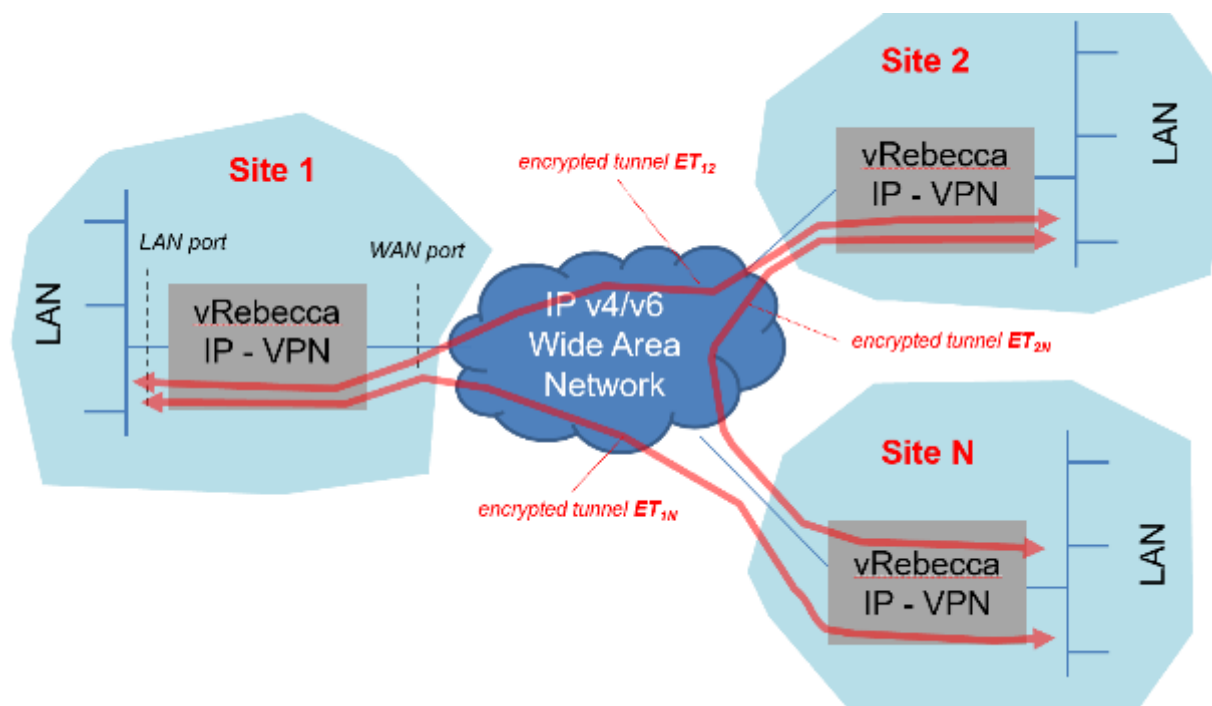 Site 1
LAN port
WAN port
LAN
vRebecca
IP - VPN
encrypted tunnel ET12
IP v4/v6
Wide Area
Network
encrypted tunnel ET1N
Site 2
vRebecca
IP - VPN
LAN
encrypted tunnel ET2N
Site N
vRebecca
IP - VPN
LAN